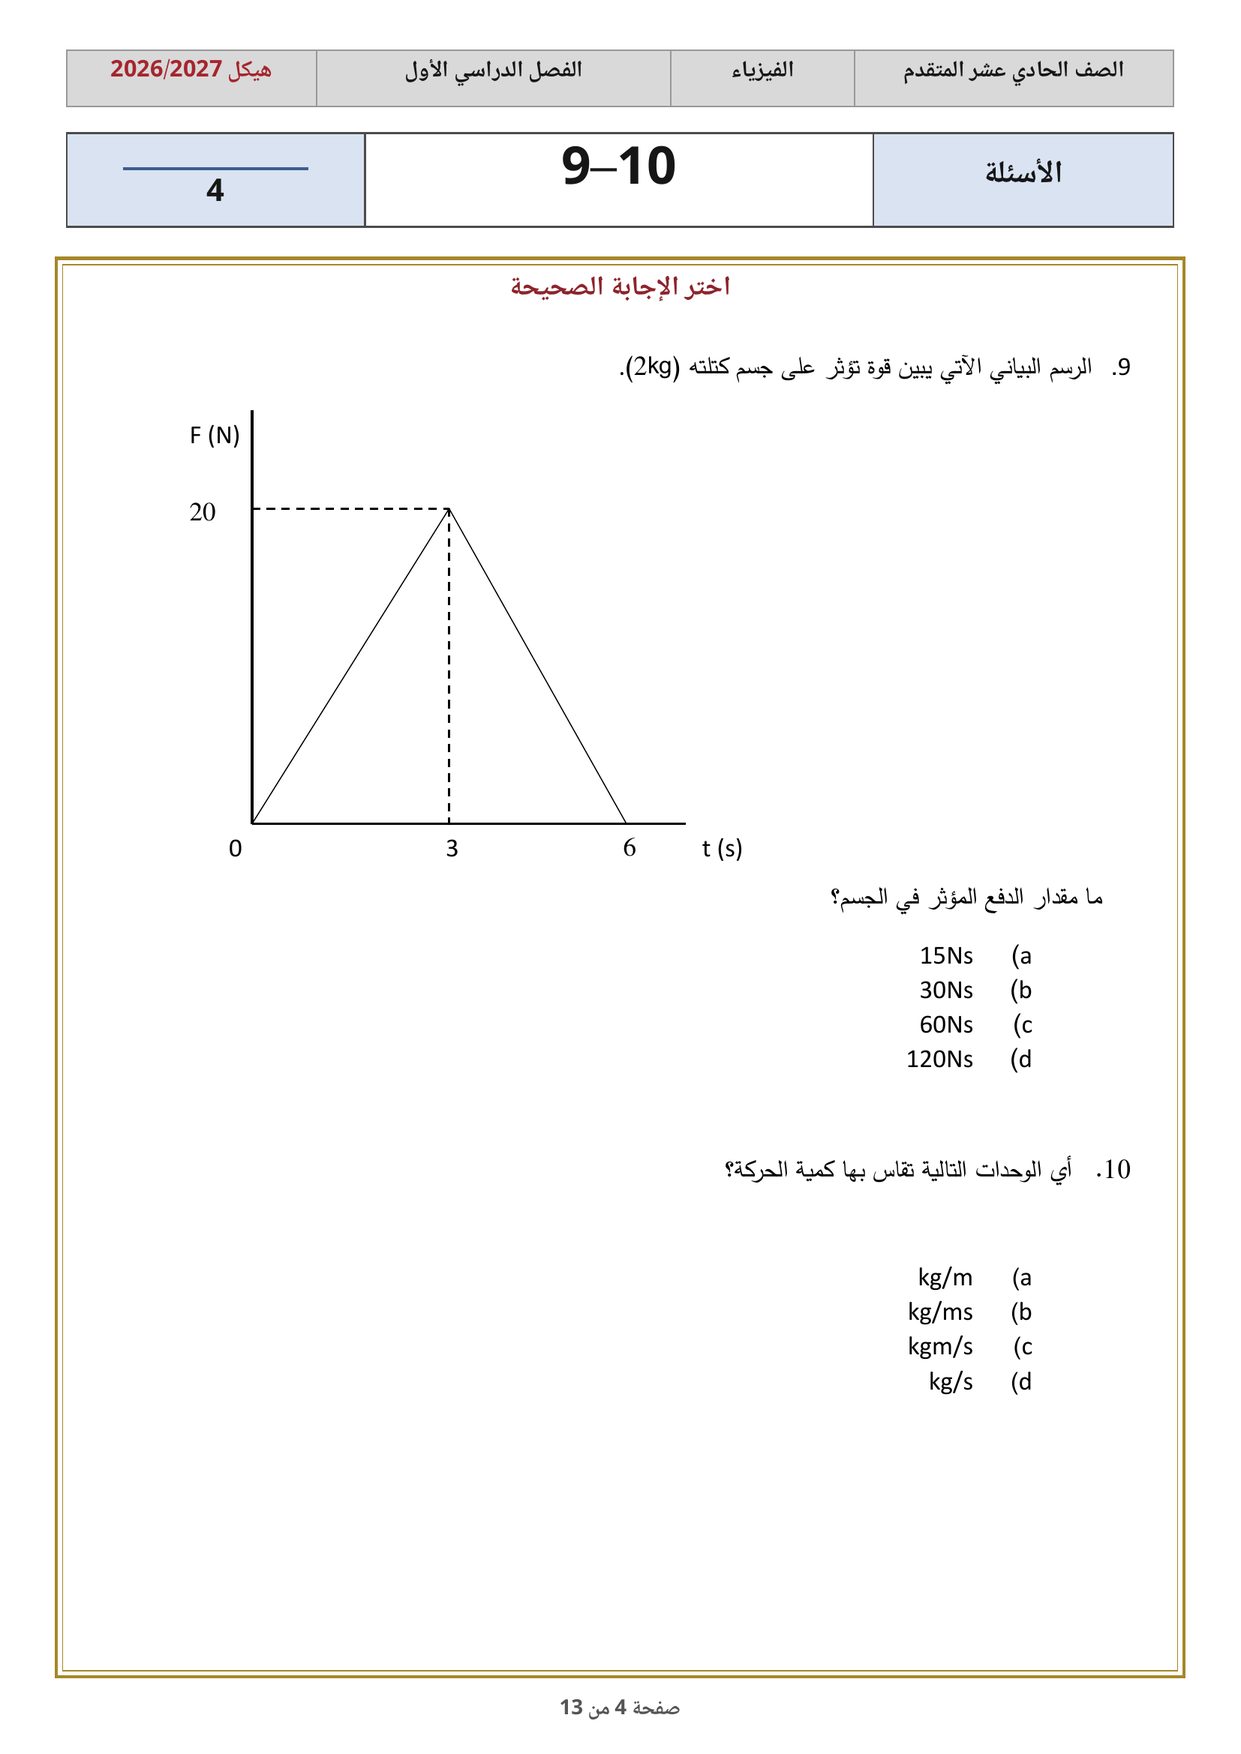 الصف الحادي عشر المتقدم
الفيزياء
الفصل الدراسي الأول
هيكل 2026/2027
الأسئلة
9–10
4
اختر الإجابة الصحيحة
9. الرسم البياني الآتي يبين قوة تؤثر على جسم كتلته (2kg).
F (N)
20
0 3 6 t (s)
ما مقدار الدفع المؤثر في الجسم؟
a) 15Ns
b) 30Ns
c) 60Ns
d) 120Ns
10. أي الوحدات التالية تقاس بها كمية الحركة؟
a) kg/m
b) kg/ms
c) kgm/s
d) kg/s
صفحة 4 من 13